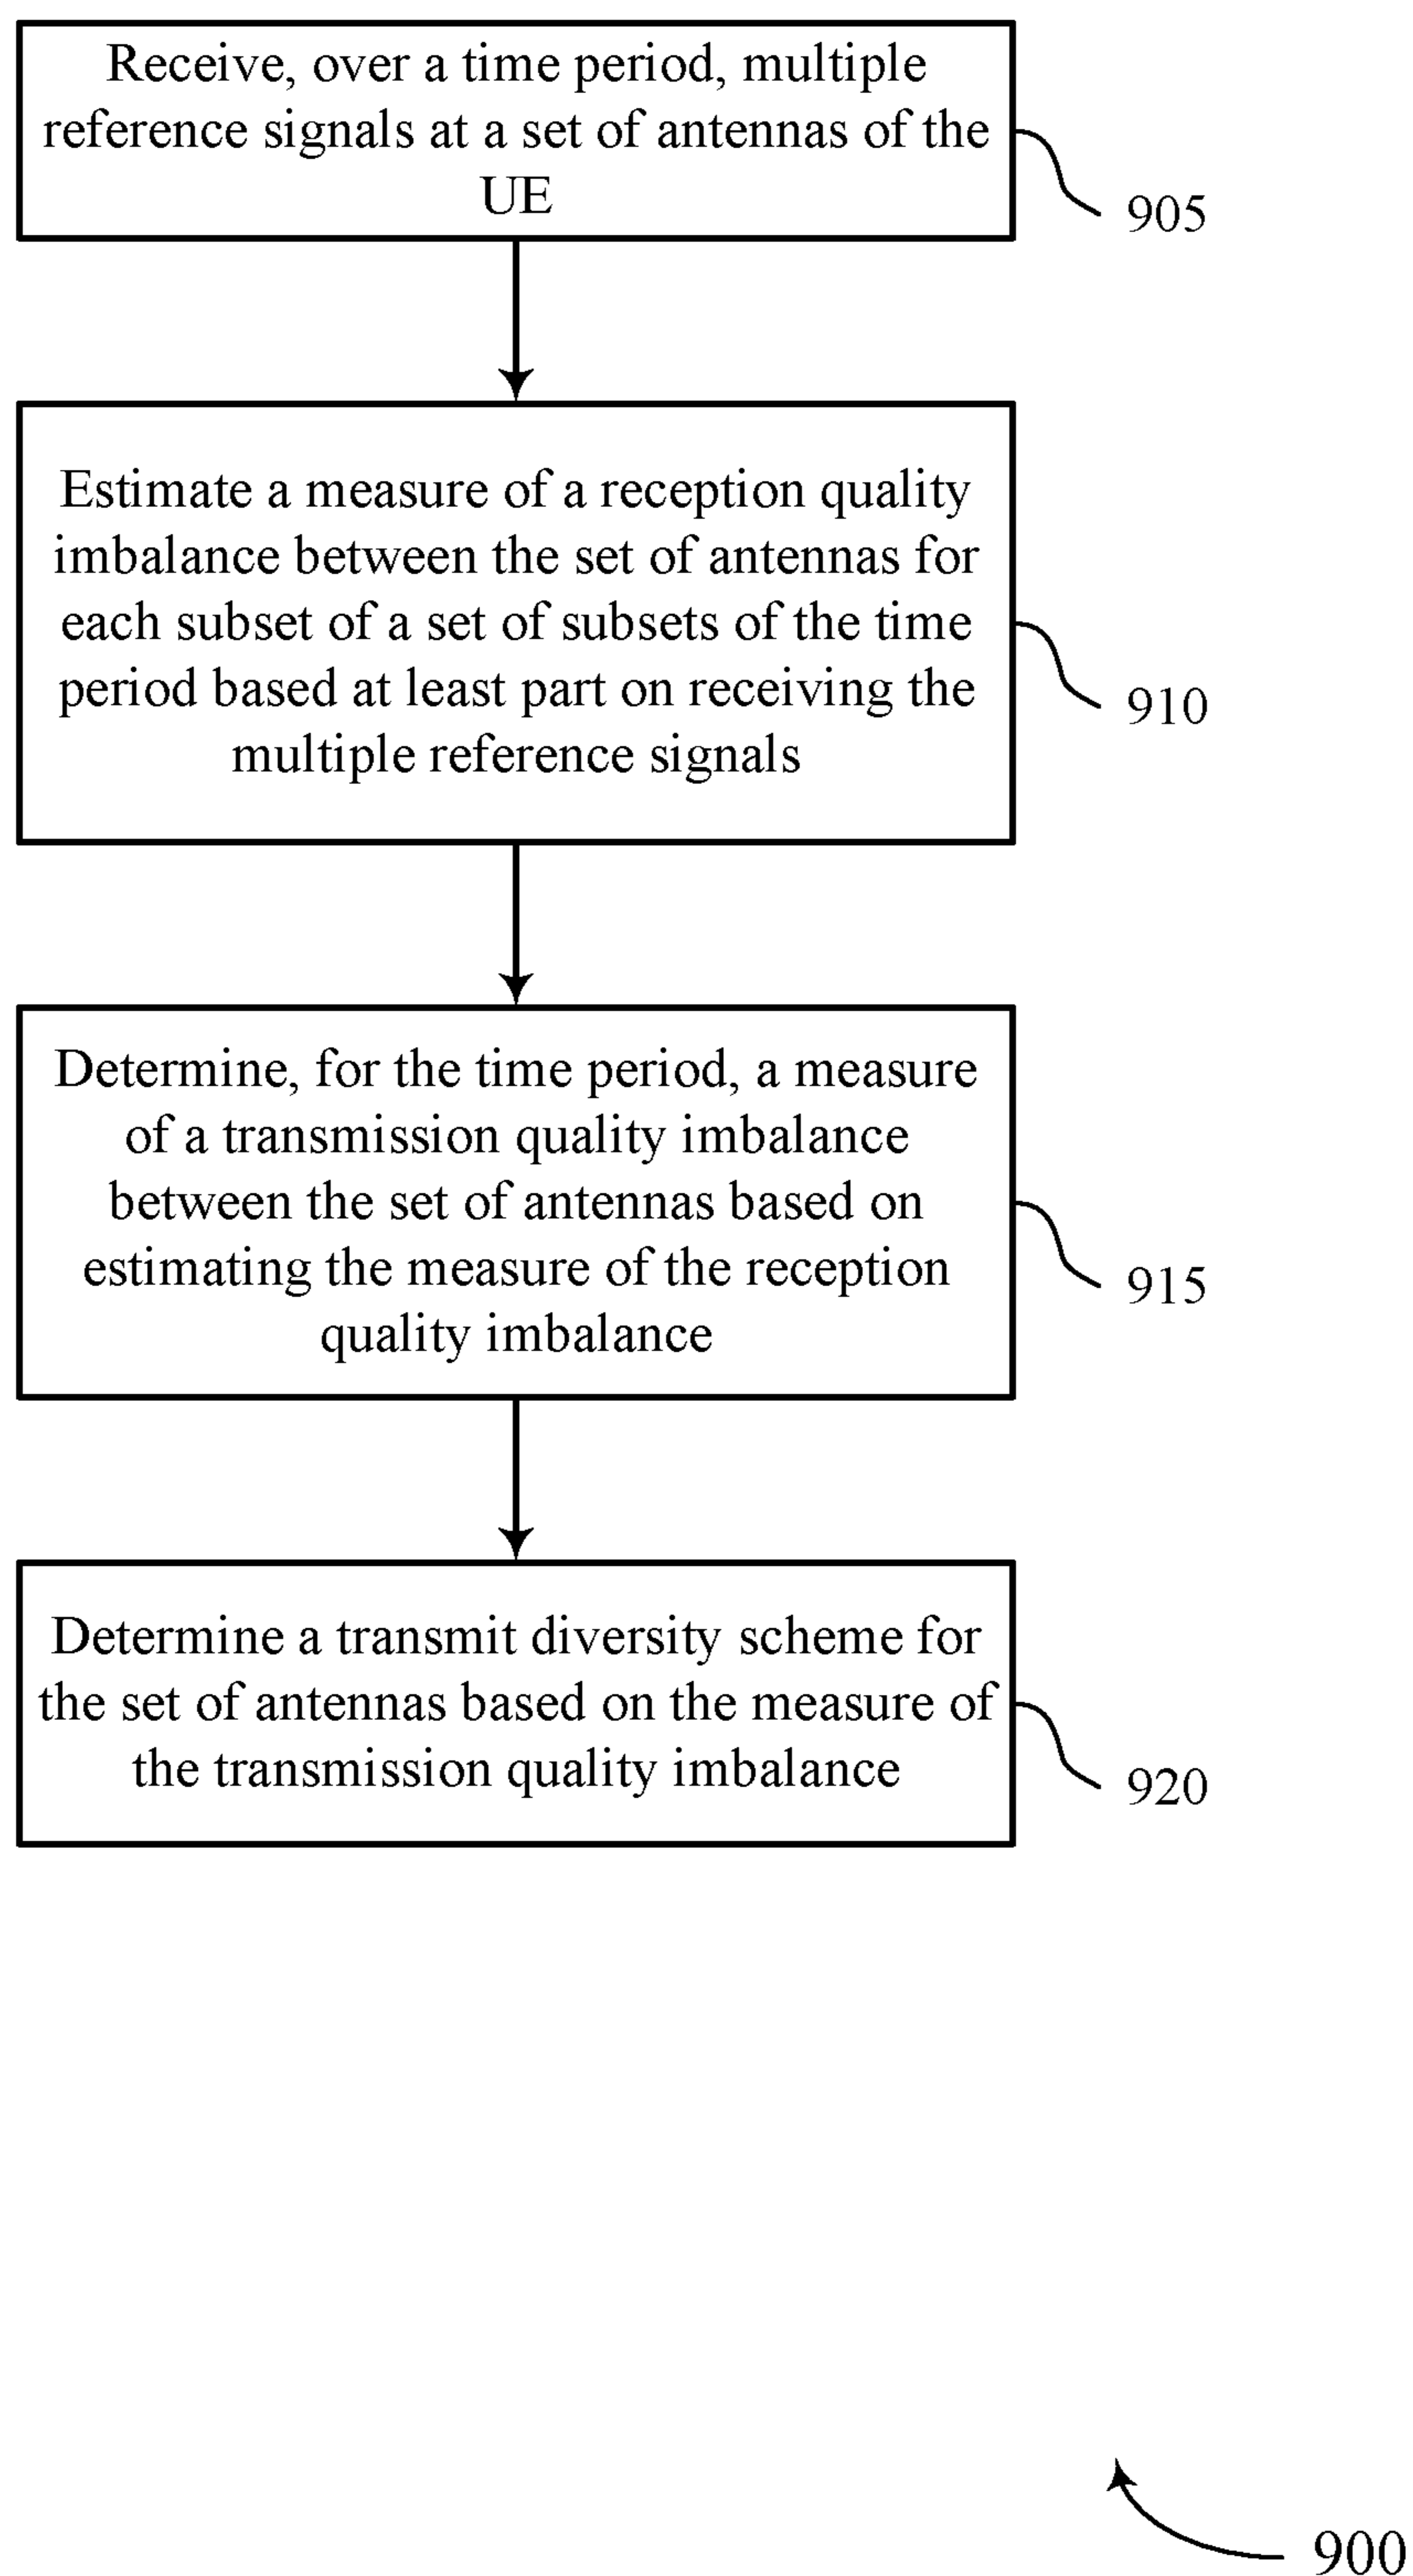 Receive, over a time period, multiple
reference signals at a set of antennas of the
UE
905
Estimate a measure of a reception quality
imbalance between the set of antennas for
each subset of a set of subsets of the time
period based at least part on receiving the
multiple reference signals
910
Determine, for the time period, a measure
of a transmission quality imbalance
between the set of antennas based on
estimating the measure of the reception
quality imbalance
915
Determine a transmit diversity scheme for
the set of antennas based on the measure of
the transmission quality imbalance
920
900